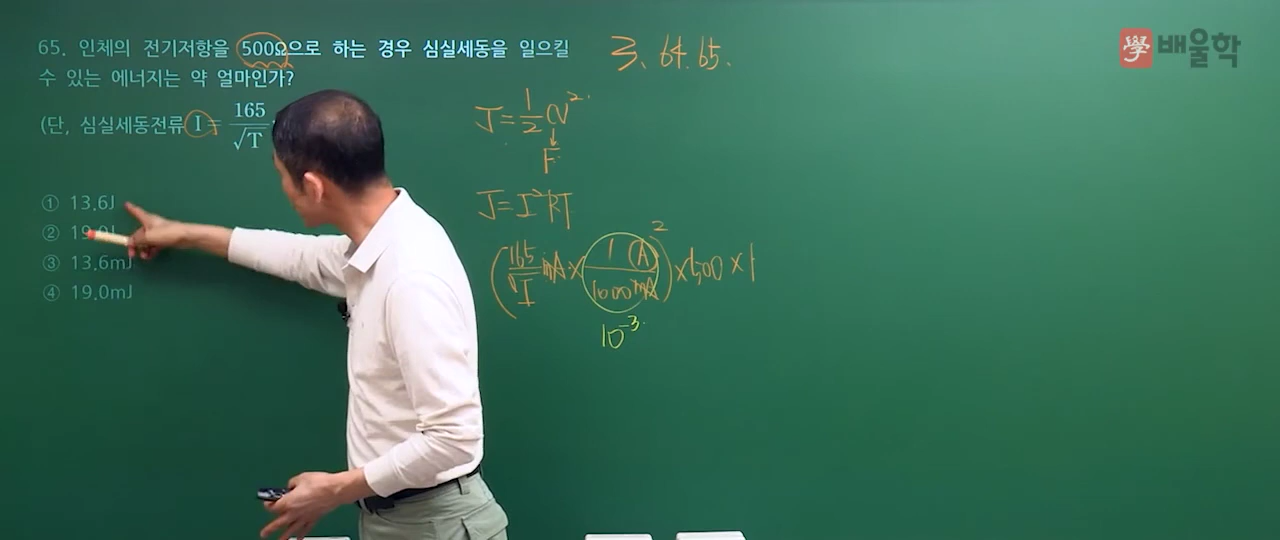 65. 인체의 전기저항을 500Ω으로 하는 경우 심실세동을 일으킬
수 있는 에너지는 약 얼마인가?
(단, 심실세동전류 I = 165/√T
① 13.6J
② 19.0J
③ 13.6mJ
④ 19.0mJ
3. 64. 65.
J = 1/2 CV²
F
J = I²RT
(165/√1 mA × 1(A)/1000mA)² × 500 × 1
10⁻³
學 배울학